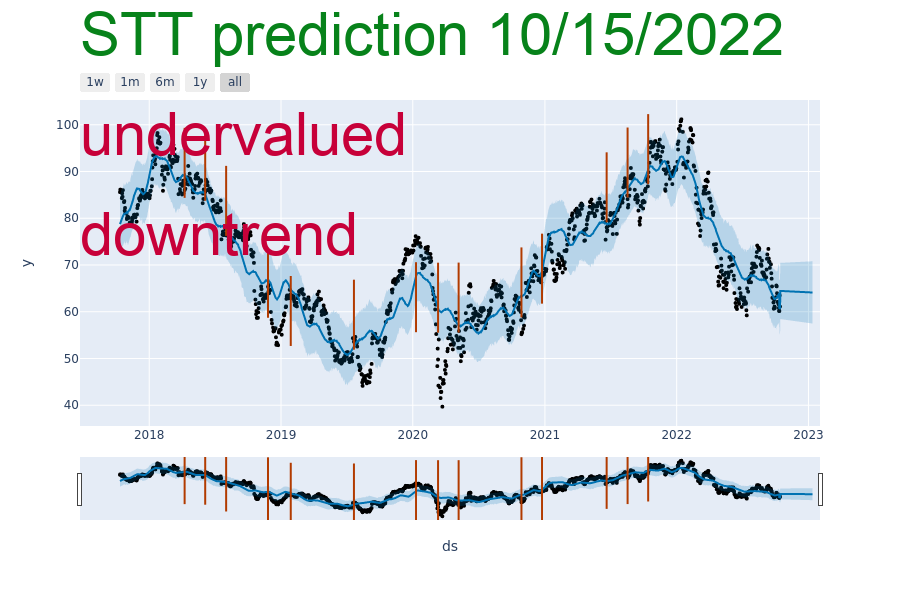 STT prediction 10/15/2022
1w 1m 6m 1y all
undervalued
downtrend
y
100
90
80
70
60
50
40
2018 2019 2020 2021 2022 2023
ds